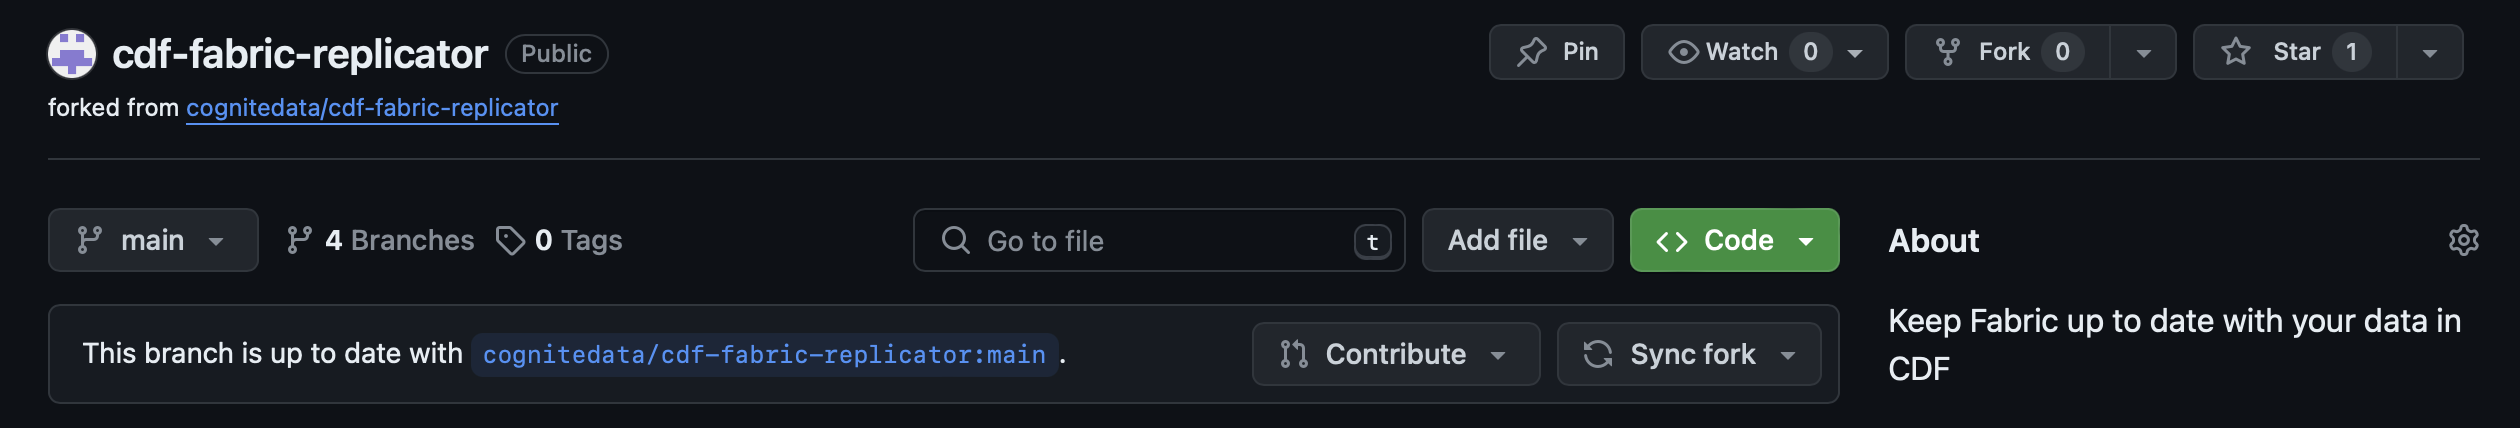 cdf-fabric-replicator Public Pin Watch 0 Fork 0 Star 1
forked from cognitedata/cdf-fabric-replicator
main 4 Branches 0 Tags Go to file t Add file Code About
This branch is up to date with cognitedata/cdf-fabric-replicator:main . Contribute Sync fork
Keep Fabric up to date with your data in
CDF